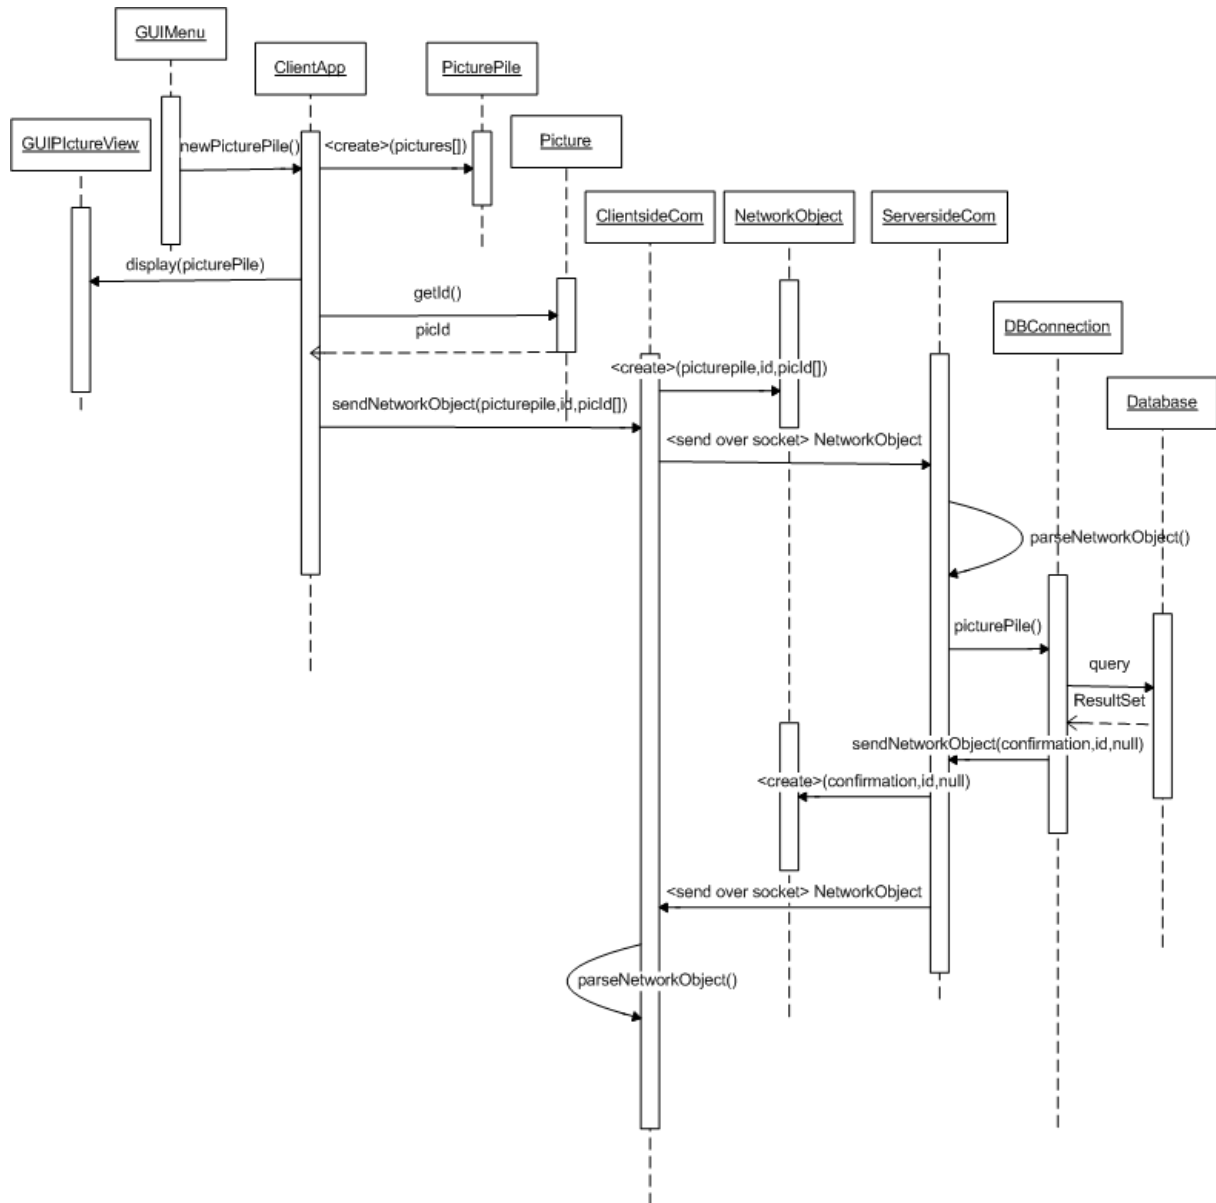 GUIMenu
ClientApp
PicturePile
GUIPIctureView
Picture
newPicturePile()
<create>(pictures[])
ClientsideCom
NetworkObject
ServersideCom
display(picturePile)
getId()
picId
DBConnection
<create>(picturepile,id,picId[])
sendNetworkObject(picturepile,id,picId[])
Database
<send over socket> NetworkObject
parseNetworkObject()
picturePile()
query
ResultSet
sendNetworkObject(confirmation,id,null)
<create>(confirmation,id,null)
<send over socket> NetworkObject
parseNetworkObject()